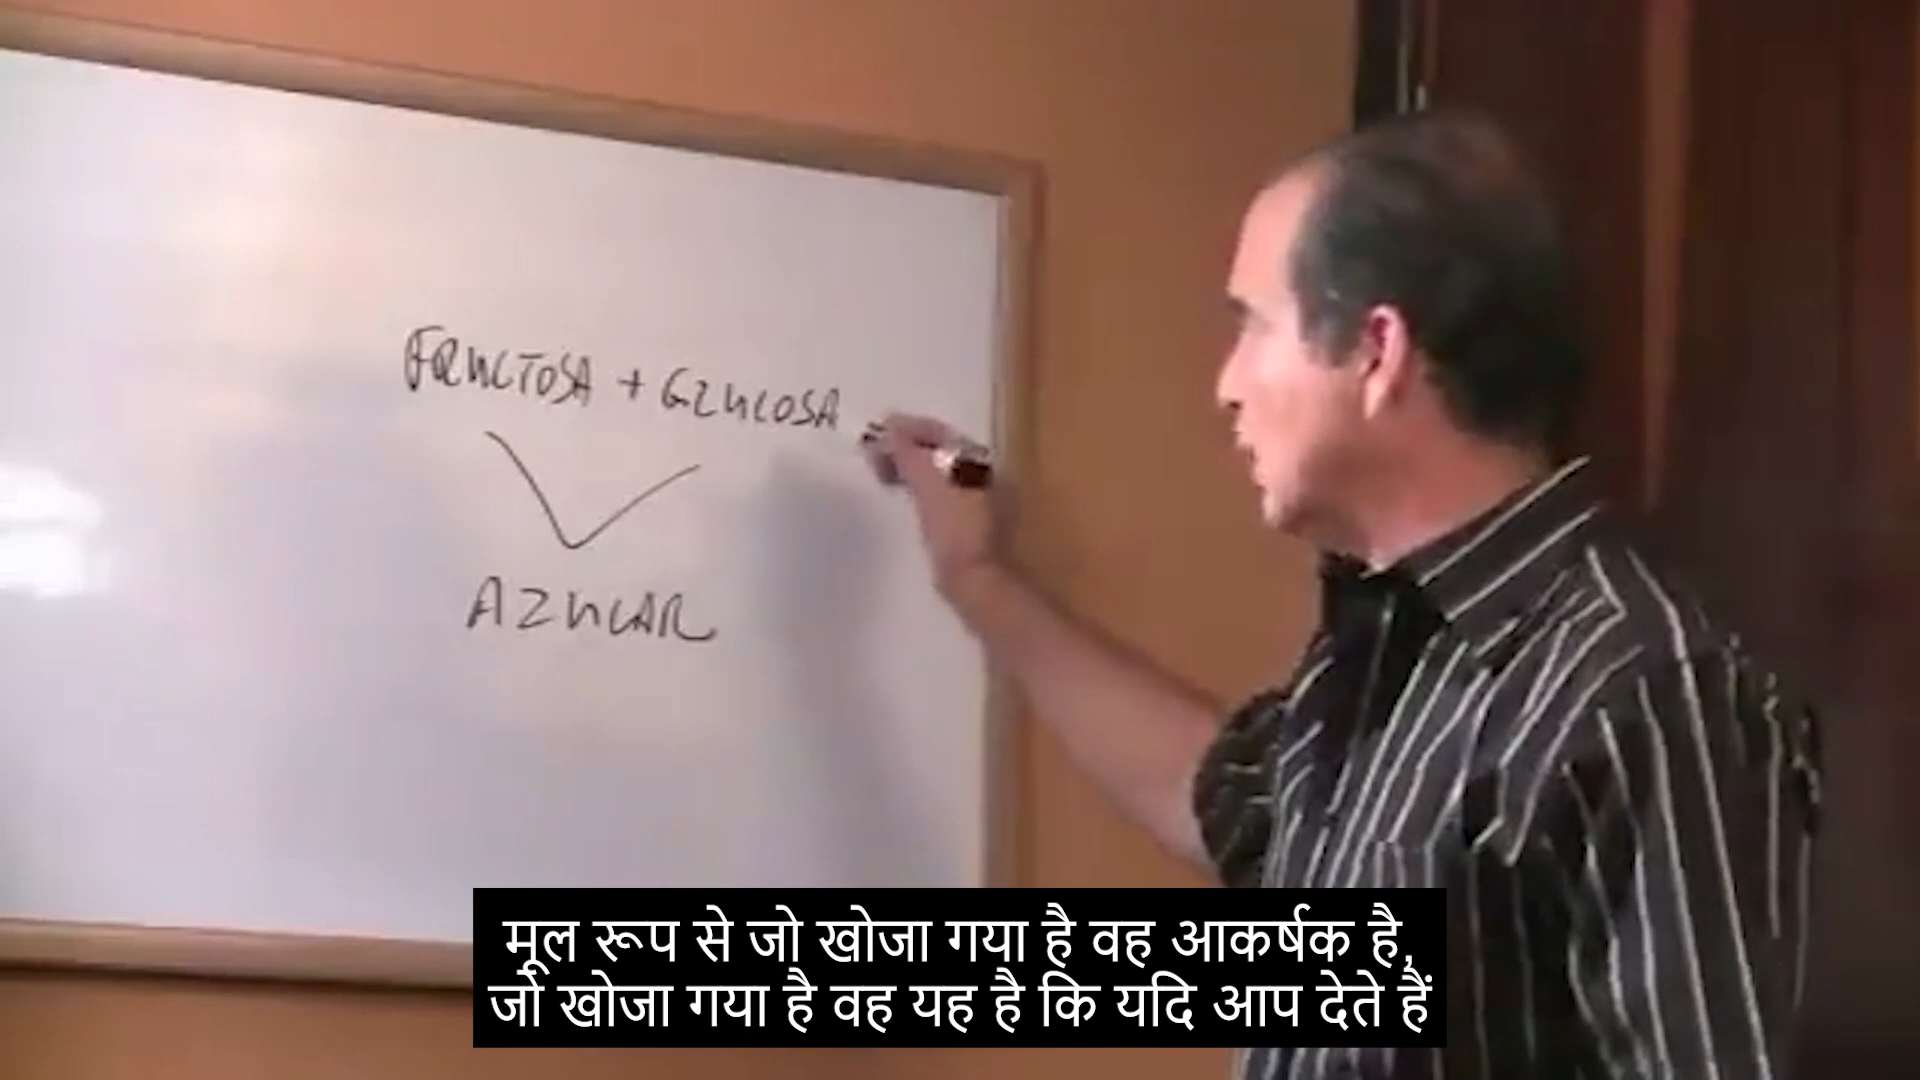 FRUCTOSA + GLUCOSA =
AZUCAR
मूल रूप से जो खोजा गया है वह आकर्षक है,
जो खोजा गया है वह यह है कि यदि आप देते हैं